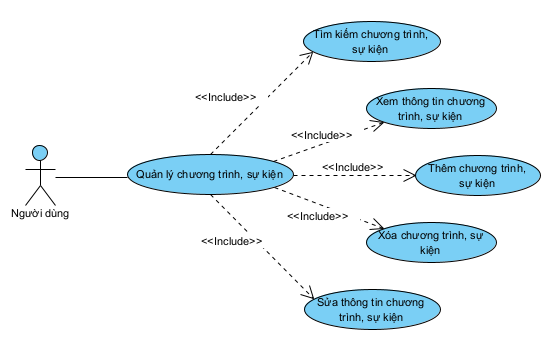 Tìm kiếm chương trình,
sự kiện
<<Include>>
Xem thông tin chương
trình, sự kiện
<<Include>>
Quản lý chương trình, sự kiện
<<Include>>
Thêm chương trình,
sự kiện
Người dùng
<<Include>>
Xóa chương trình, sự
kiện
<<Include>>
Sửa thông tin chương
trình, sự kiện